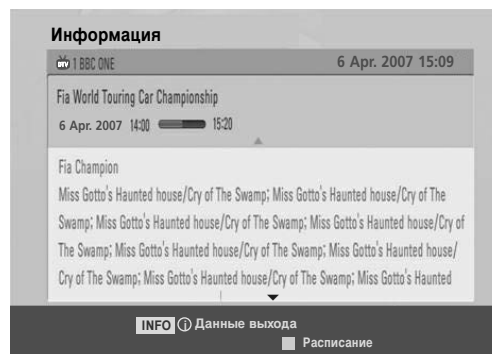 Информация
DTV 1 BBC ONE 6 Apr. 2007 15:09
Fia World Touring Car Championship
6 Apr. 2007 14:00 15:20
Fia Champion
Miss Gotto's Haunted house/Cry of The Swamp; Miss Gotto's Haunted house/Cry of The
Swamp; Miss Gotto's Haunted house/Cry of The Swamp; Miss Gotto's Haunted house/Cry of
The Swamp; Miss Gotto's Haunted house/Cry of The Swamp; Miss Gotto's Haunted house/
Cry of The Swamp; Miss Gotto's Haunted house/Cry of The Swamp; Miss Gotto's Haunted
INFO i Данные выхода
Расписание